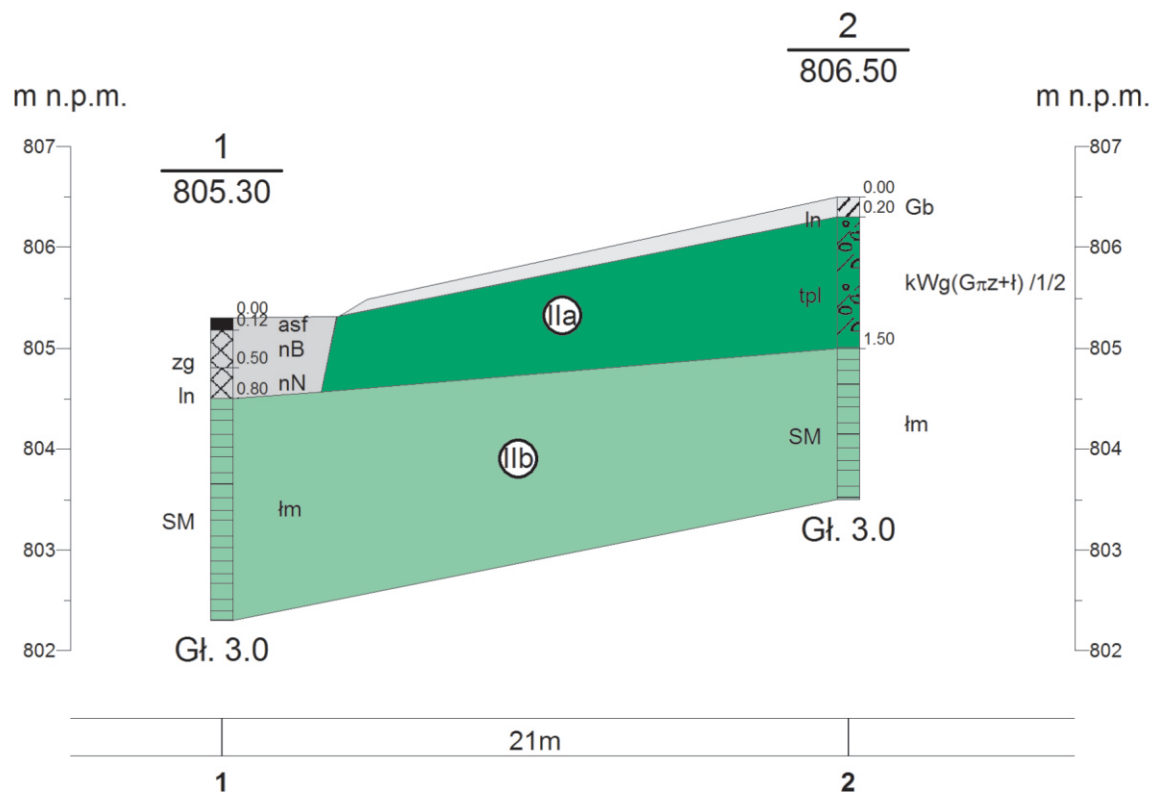 2
806.50
m n.p.m.
m n.p.m.
1
805.30
807
807
0.00
0.20
ln
Gb
806
806
kWg(Gπz+ł) /1/2
tpl
IIa
0.00
0.12
asf
nB
1.50
805
805
zg
0.50
nN
ln
0.80
SM
łm
804
804
IIb
SM
łm
Gł. 3.0
803
803
Gł. 3.0
802
802
21m
1
2